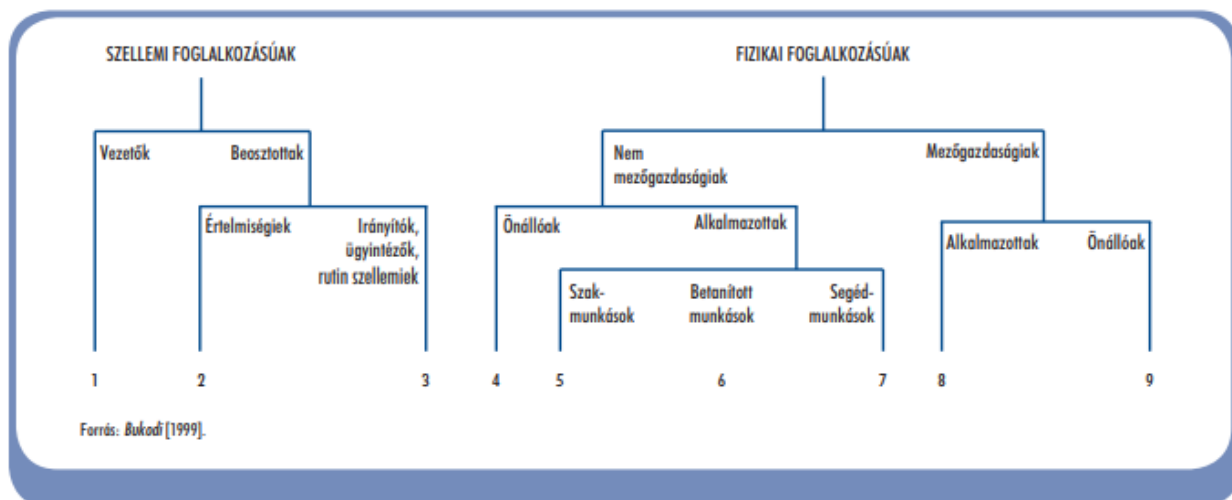 SZELLEMI FOGLALKOZÁSÚAK
FIZIKAI FOGLALKOZÁSÚAK
Vezetők
Beosztottak
Nem
mezőgazdaságiak
Mezőgazdaságiak
Értelmiségiek
Irányítók,
ügyintézők,
rutin szellemiek
Önállóak
Alkalmazottak
Alkalmazottak
Önállóak
Szak-
munkások
Betanított
munkások
Segéd-
munkások
1
2
3
4
5
6
7
8
9
Forrás: Bukodi [1999].